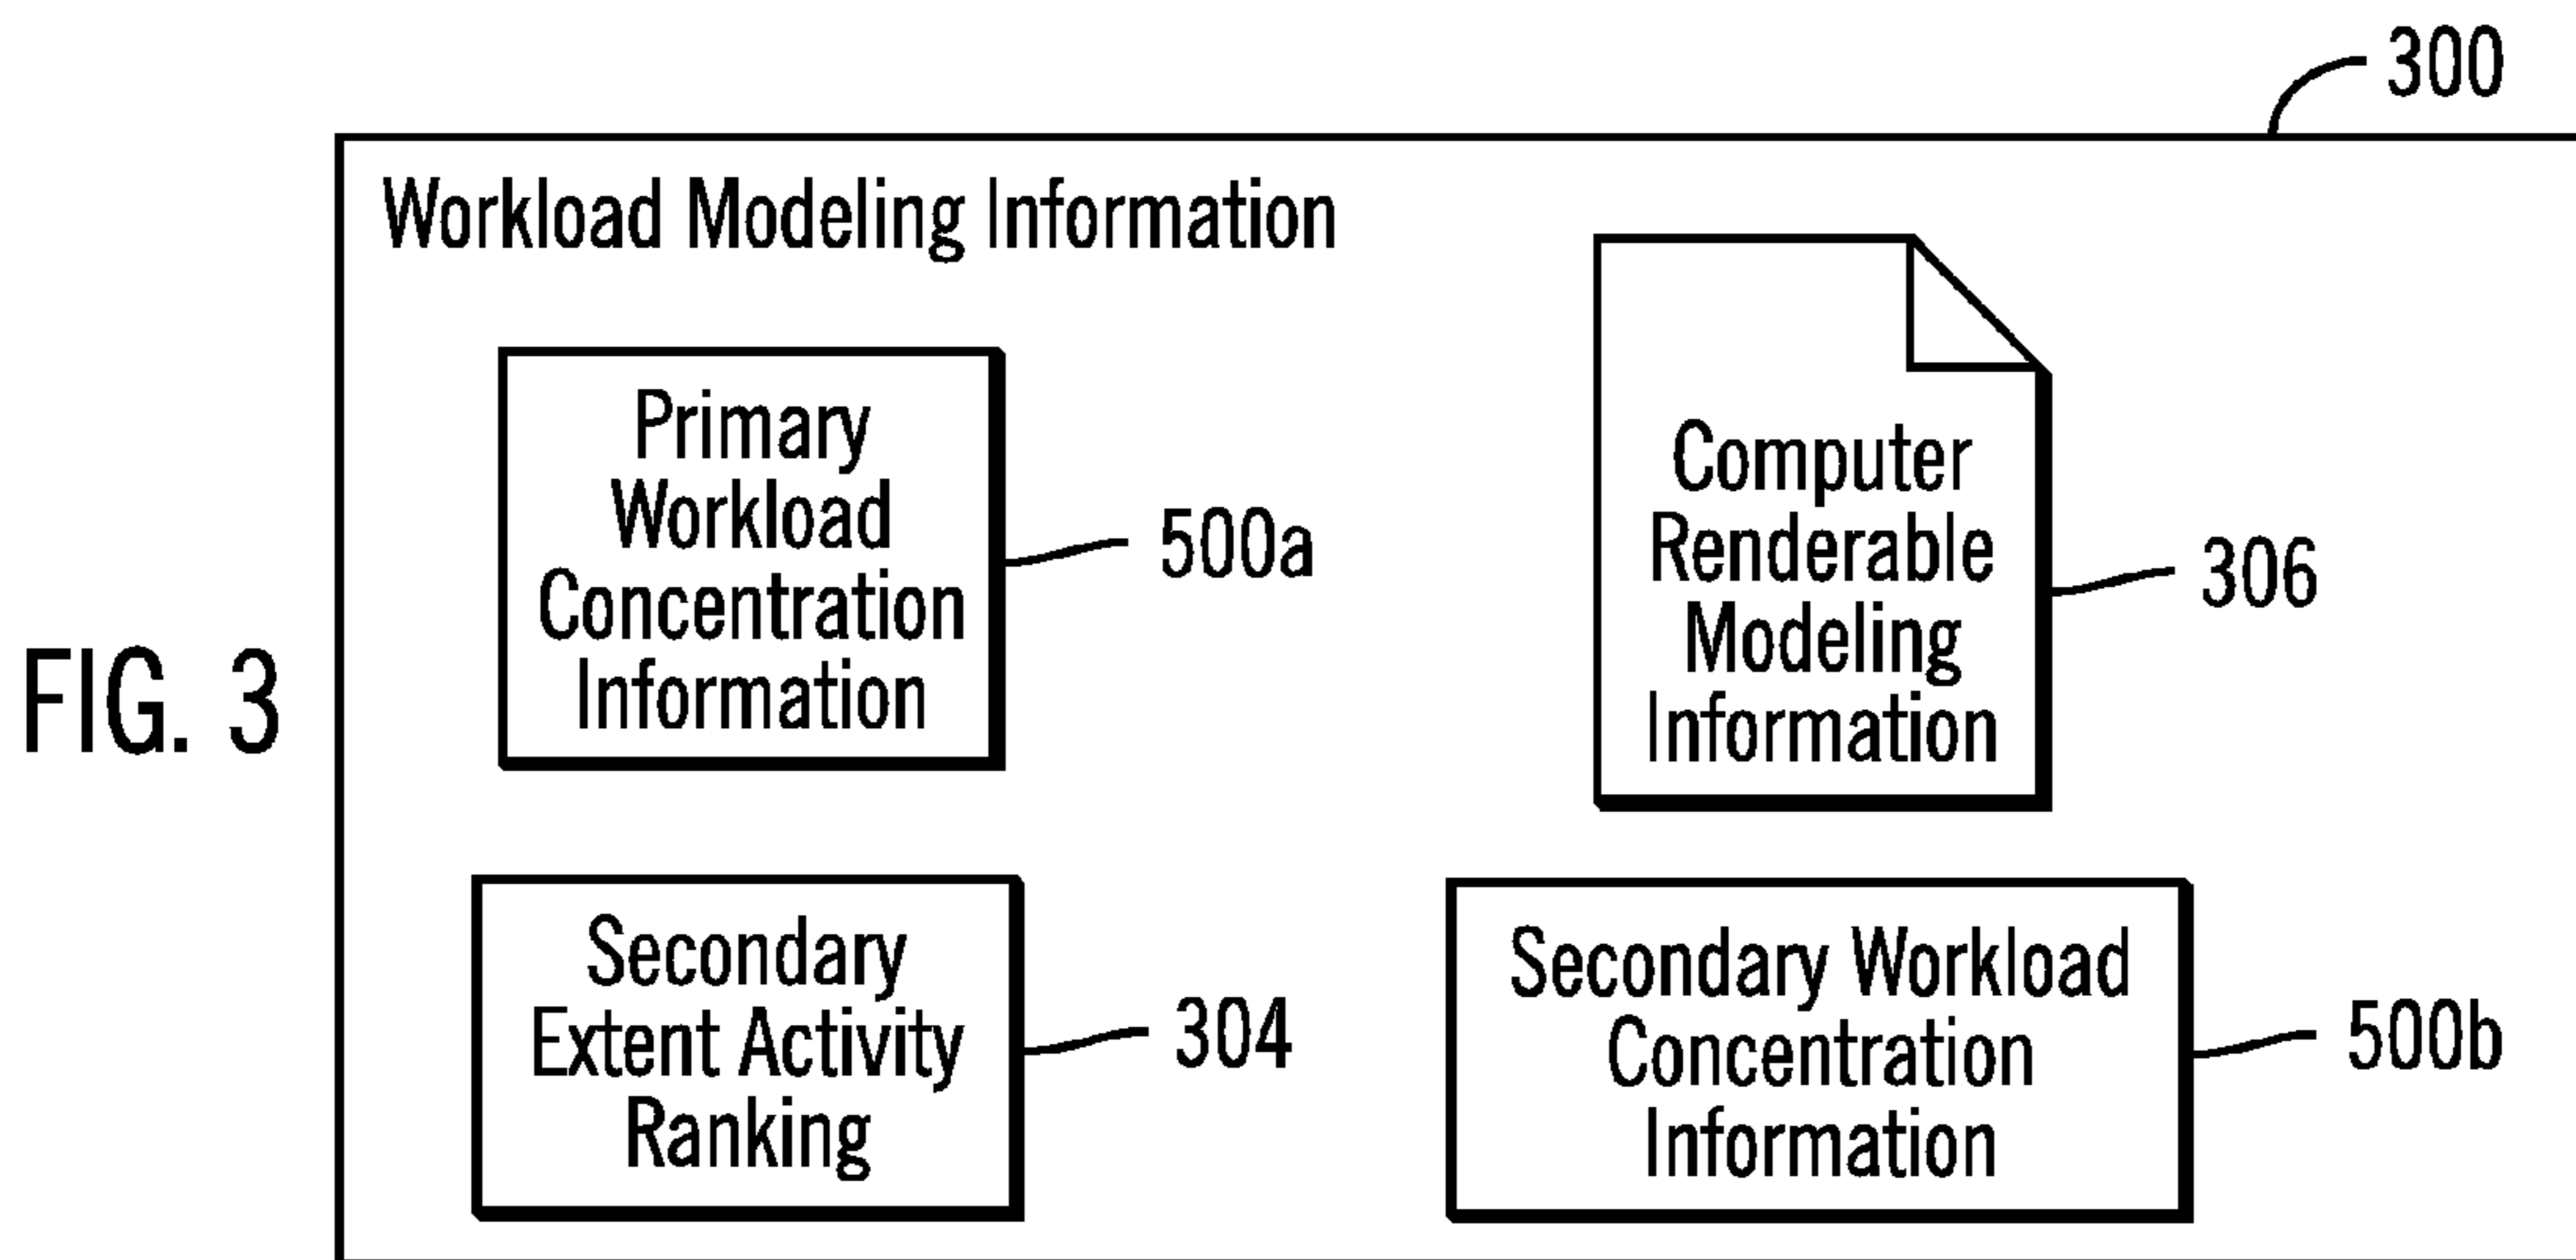 300
Workload Modeling Information
Primary
Workload
Concentration
Information
500a
Computer
Renderable
Modeling
Information
306
FIG. 3
Secondary
Extent Activity
Ranking
304
Secondary Workload
Concentration
Information
500b